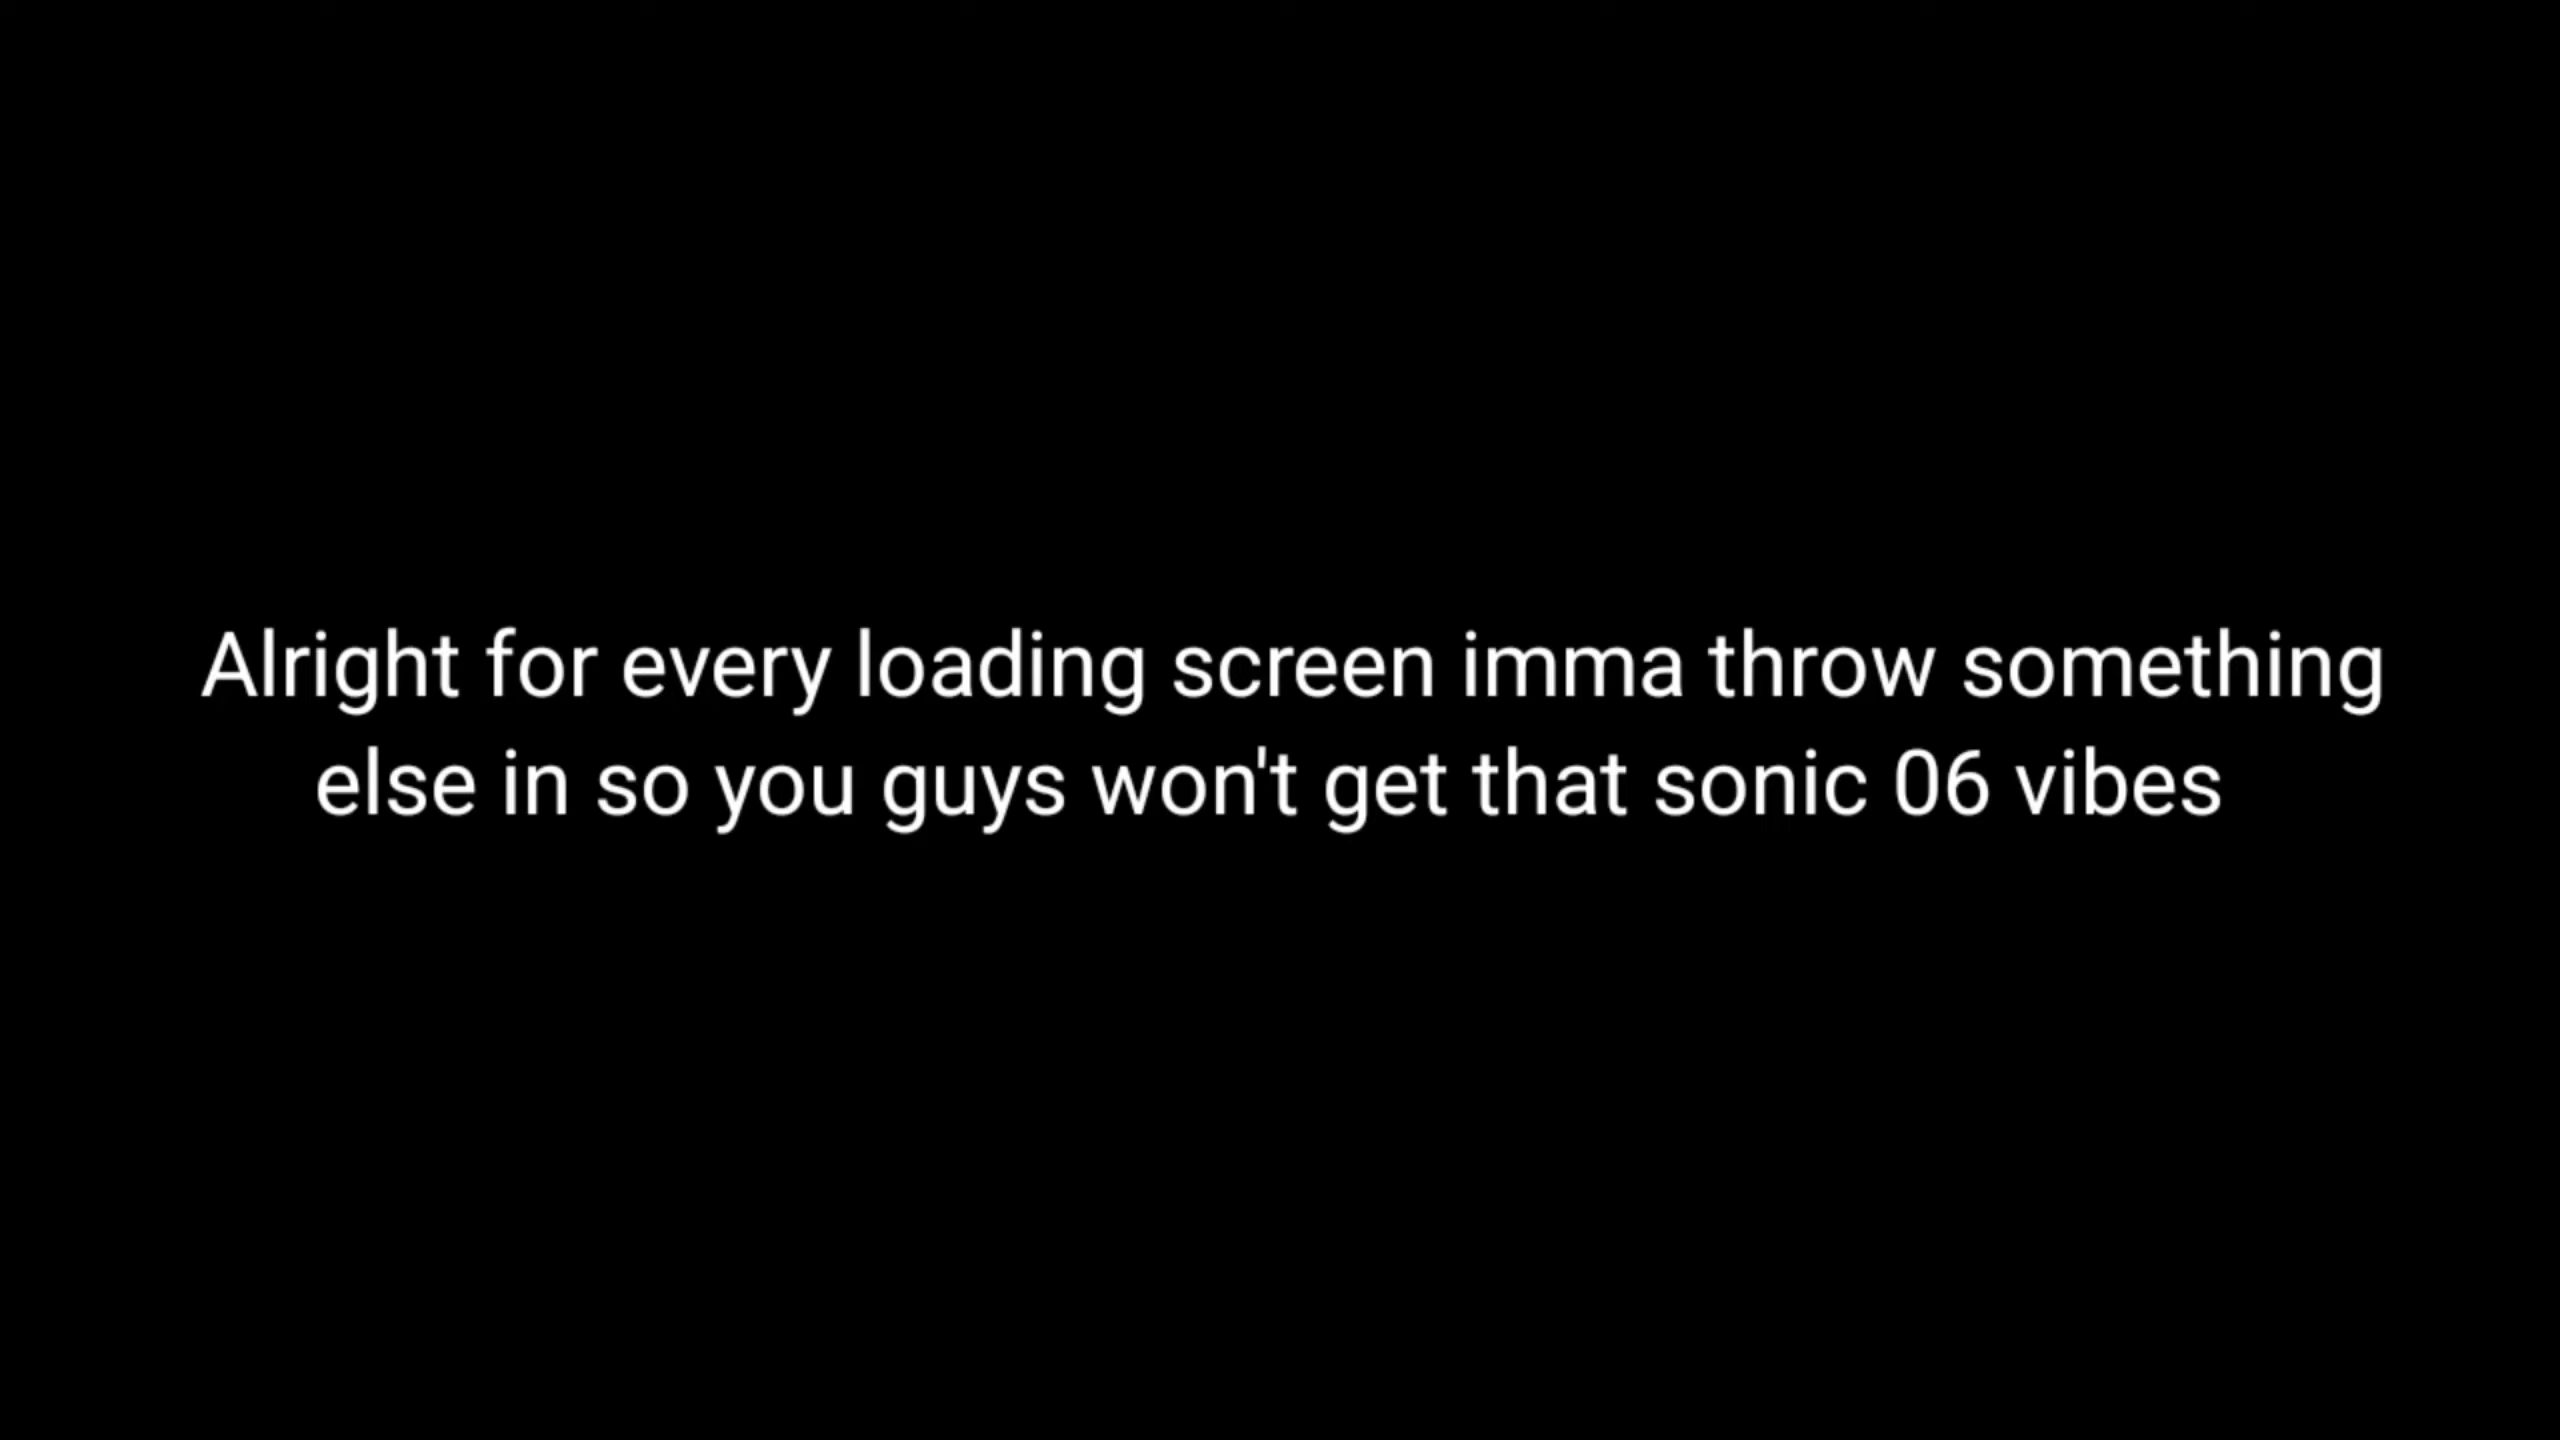 Alright for every loading screen imma throw something
else in so you guys won't get that sonic 06 vibes